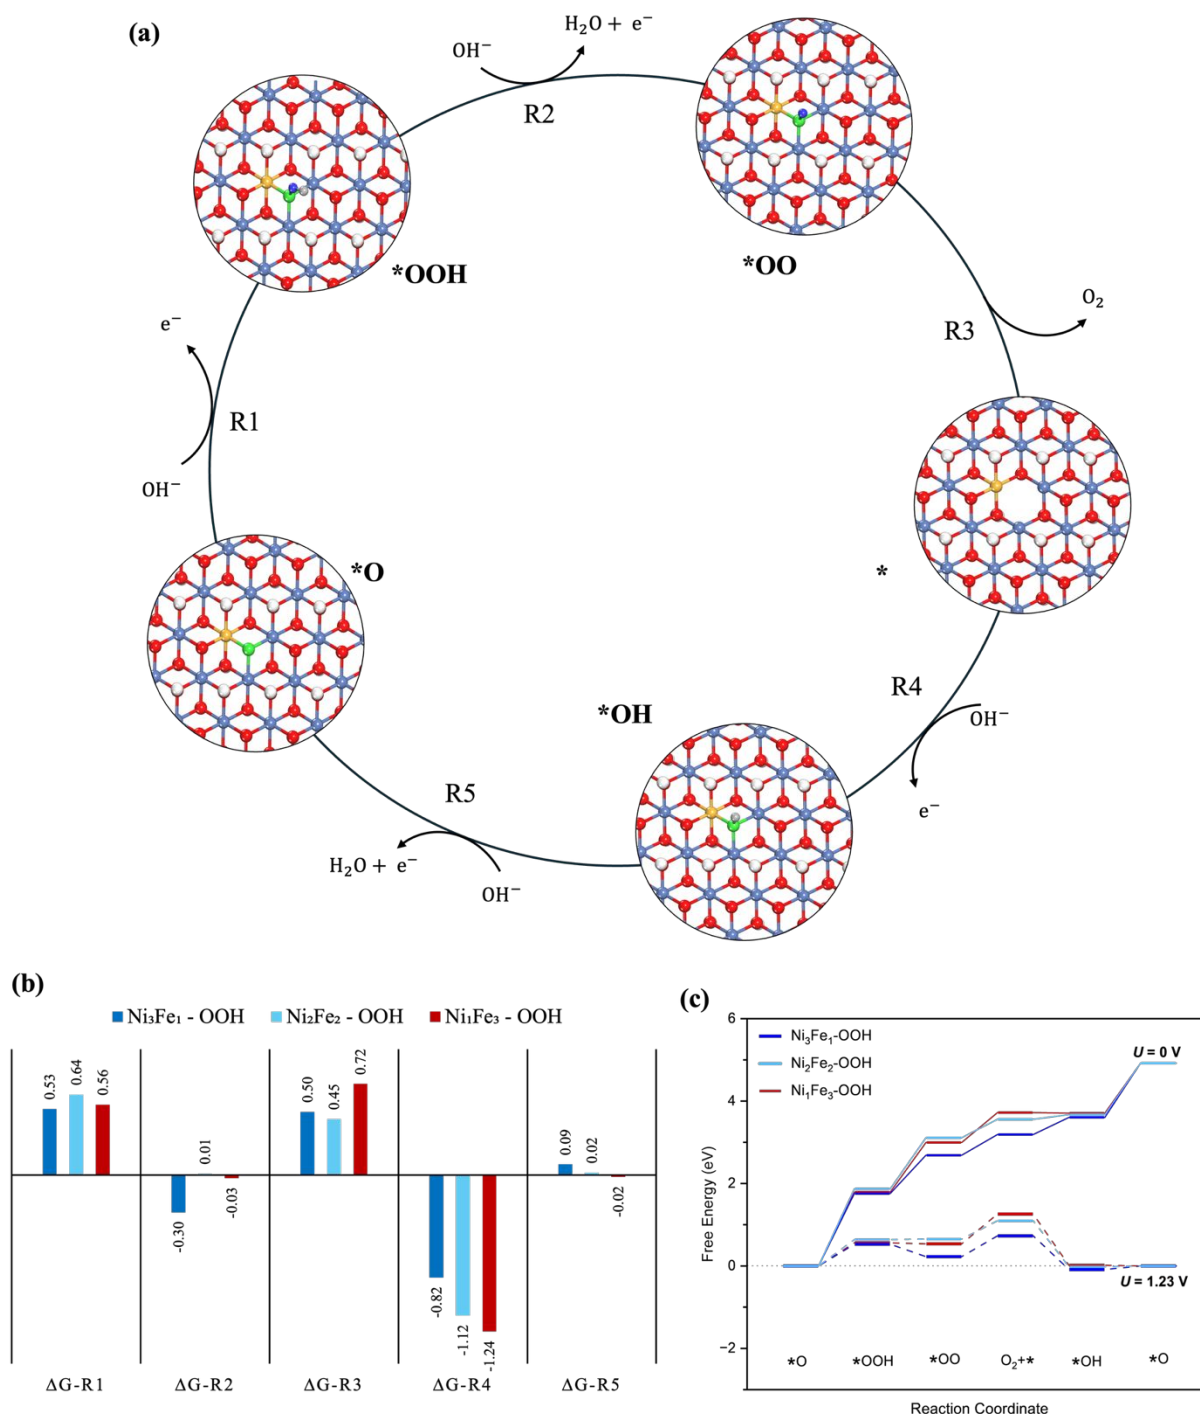 (a)
OH⁻
H₂O + e⁻
R2
*OOH
*OO
e⁻
R1
OH⁻
R3
O₂
*O
*
R4
OH⁻
*OH
e⁻
R5
H₂O + e⁻
OH⁻
(b)
Ni₃Fe₁ - OOH Ni₂Fe₂ - OOH Ni₁Fe₃ - OOH
0.53 0.64 0.56
-0.30 0.01 -0.03
0.50 0.45 0.72
-0.82 -1.12 -1.24
0.09 0.02 -0.02
ΔG-R1 ΔG-R2 ΔG-R3 ΔG-R4 ΔG-R5
(c)
Free Energy (eV)
6
4
2
0
−2
Ni₃Fe₁-OOH
Ni₂Fe₂-OOH
Ni₁Fe₃-OOH
U = 0 V
U = 1.23 V
*O *OOH *OO O₂+* *OH *O
Reaction Coordinate